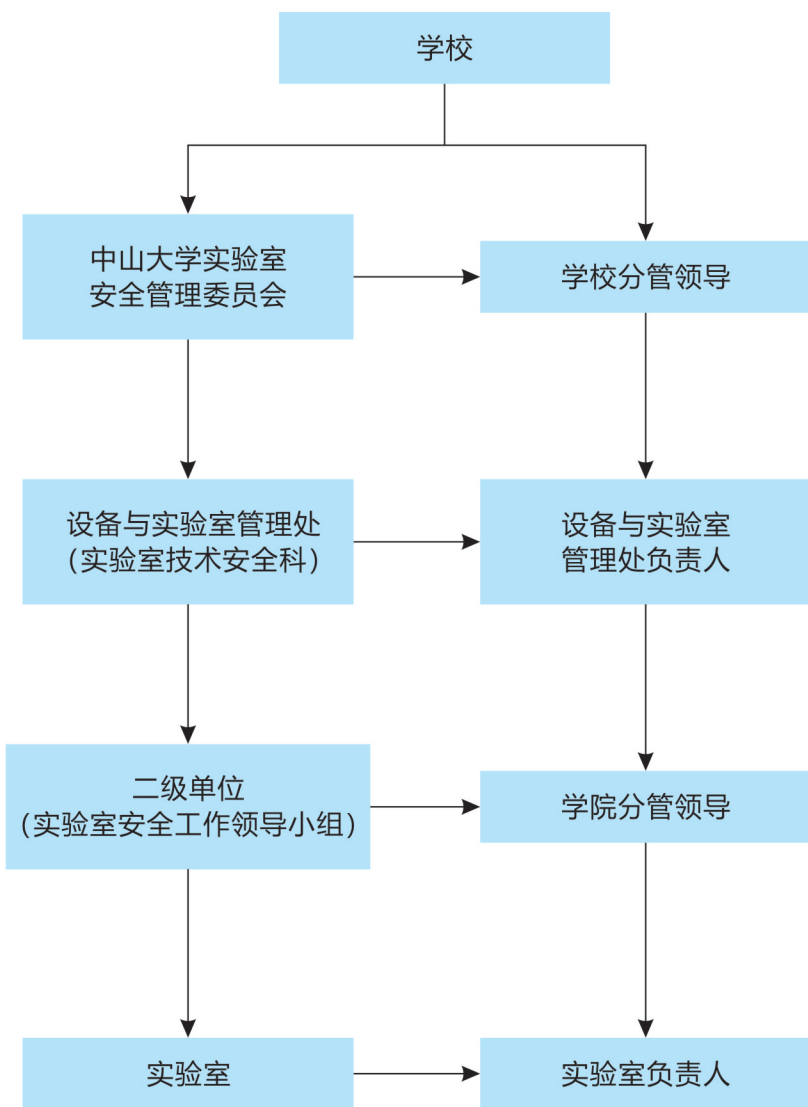 学校
中山大学实验室
安全管理委员会
学校分管领导
设备与实验室管理处
（实验室技术安全科）
设备与实验室
管理处负责人
二级单位
（实验室安全工作领导小组）
学院分管领导
实验室
实验室负责人